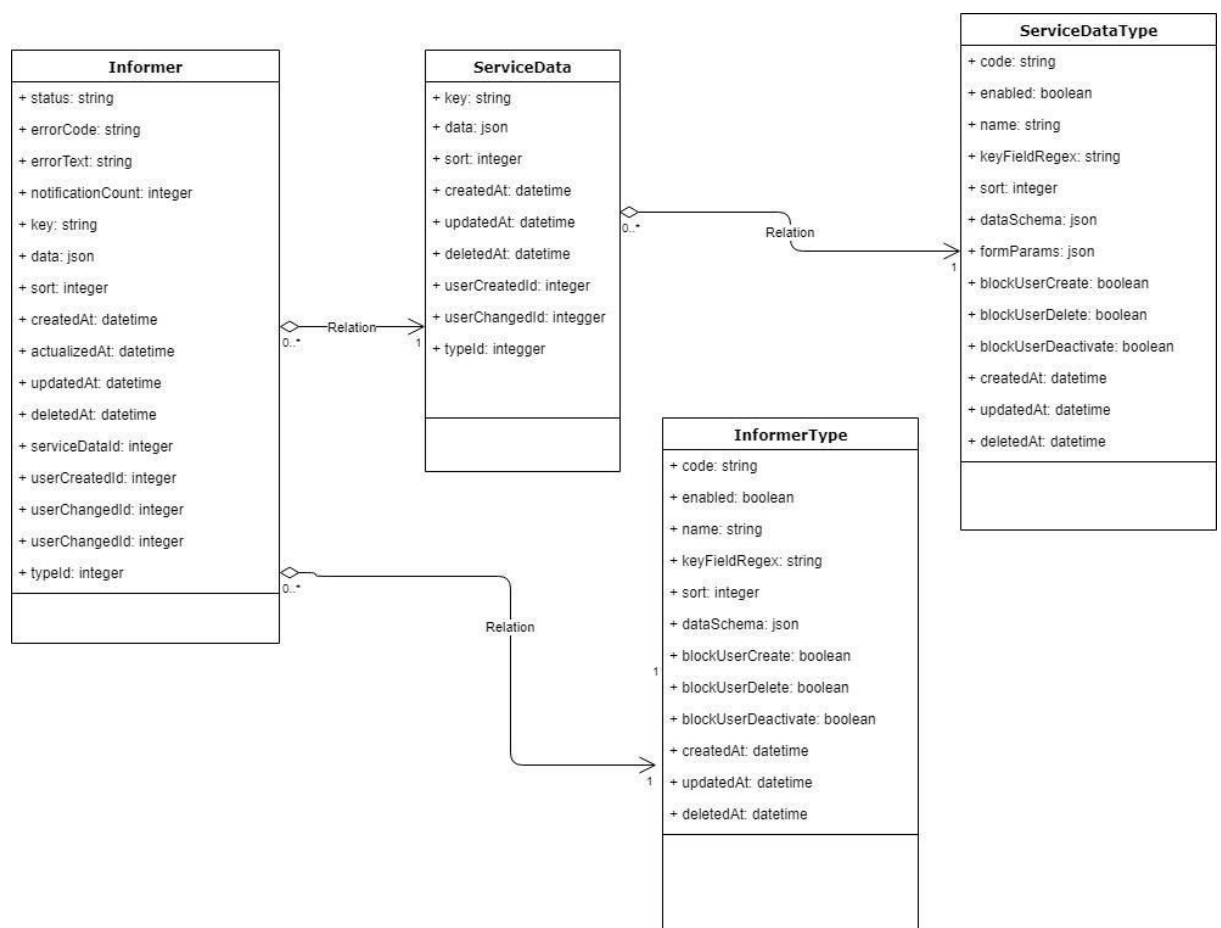 Informer
+ status: string
+ errorCode: string
+ errorText: string
+ notificationCount: integer
+ key: string
+ data: json
+ sort: integer
+ createdAt: datetime
+ actualizedAt: datetime
+ updatedAt: datetime
+ deletedAt: datetime
+ serviceDataId: integer
+ userCreatedId: integer
+ userChangedId: integer
+ userChangedId: integer
+ typeId: integer
0..*
Relation
1
0..*
Relation
1
ServiceData
+ key: string
+ data: json
+ sort: integer
+ createdAt: datetime
+ updatedAt: datetime
+ deletedAt: datetime
+ userCreatedId: integer
+ userChangedId: integger
+ typeId: integger
0..*
Relation
1
InformerType
+ code: string
+ enabled: boolean
+ name: string
+ keyFieldRegex: string
+ sort: integer
+ dataSchema: json
+ blockUserCreate: boolean
1
+ blockUserDelete: boolean
+ blockUserDeactivate: boolean
+ createdAt: datetime
+ updatedAt: datetime
+ deletedAt: datetime
ServiceDataType
+ code: string
+ enabled: boolean
+ name: string
+ keyFieldRegex: string
+ sort: integer
+ dataSchema: json
+ formParams: json
+ blockUserCreate: boolean
+ blockUserDelete: boolean
+ blockUserDeactivate: boolean
+ createdAt: datetime
+ updatedAt: datetime
+ deletedAt: datetime